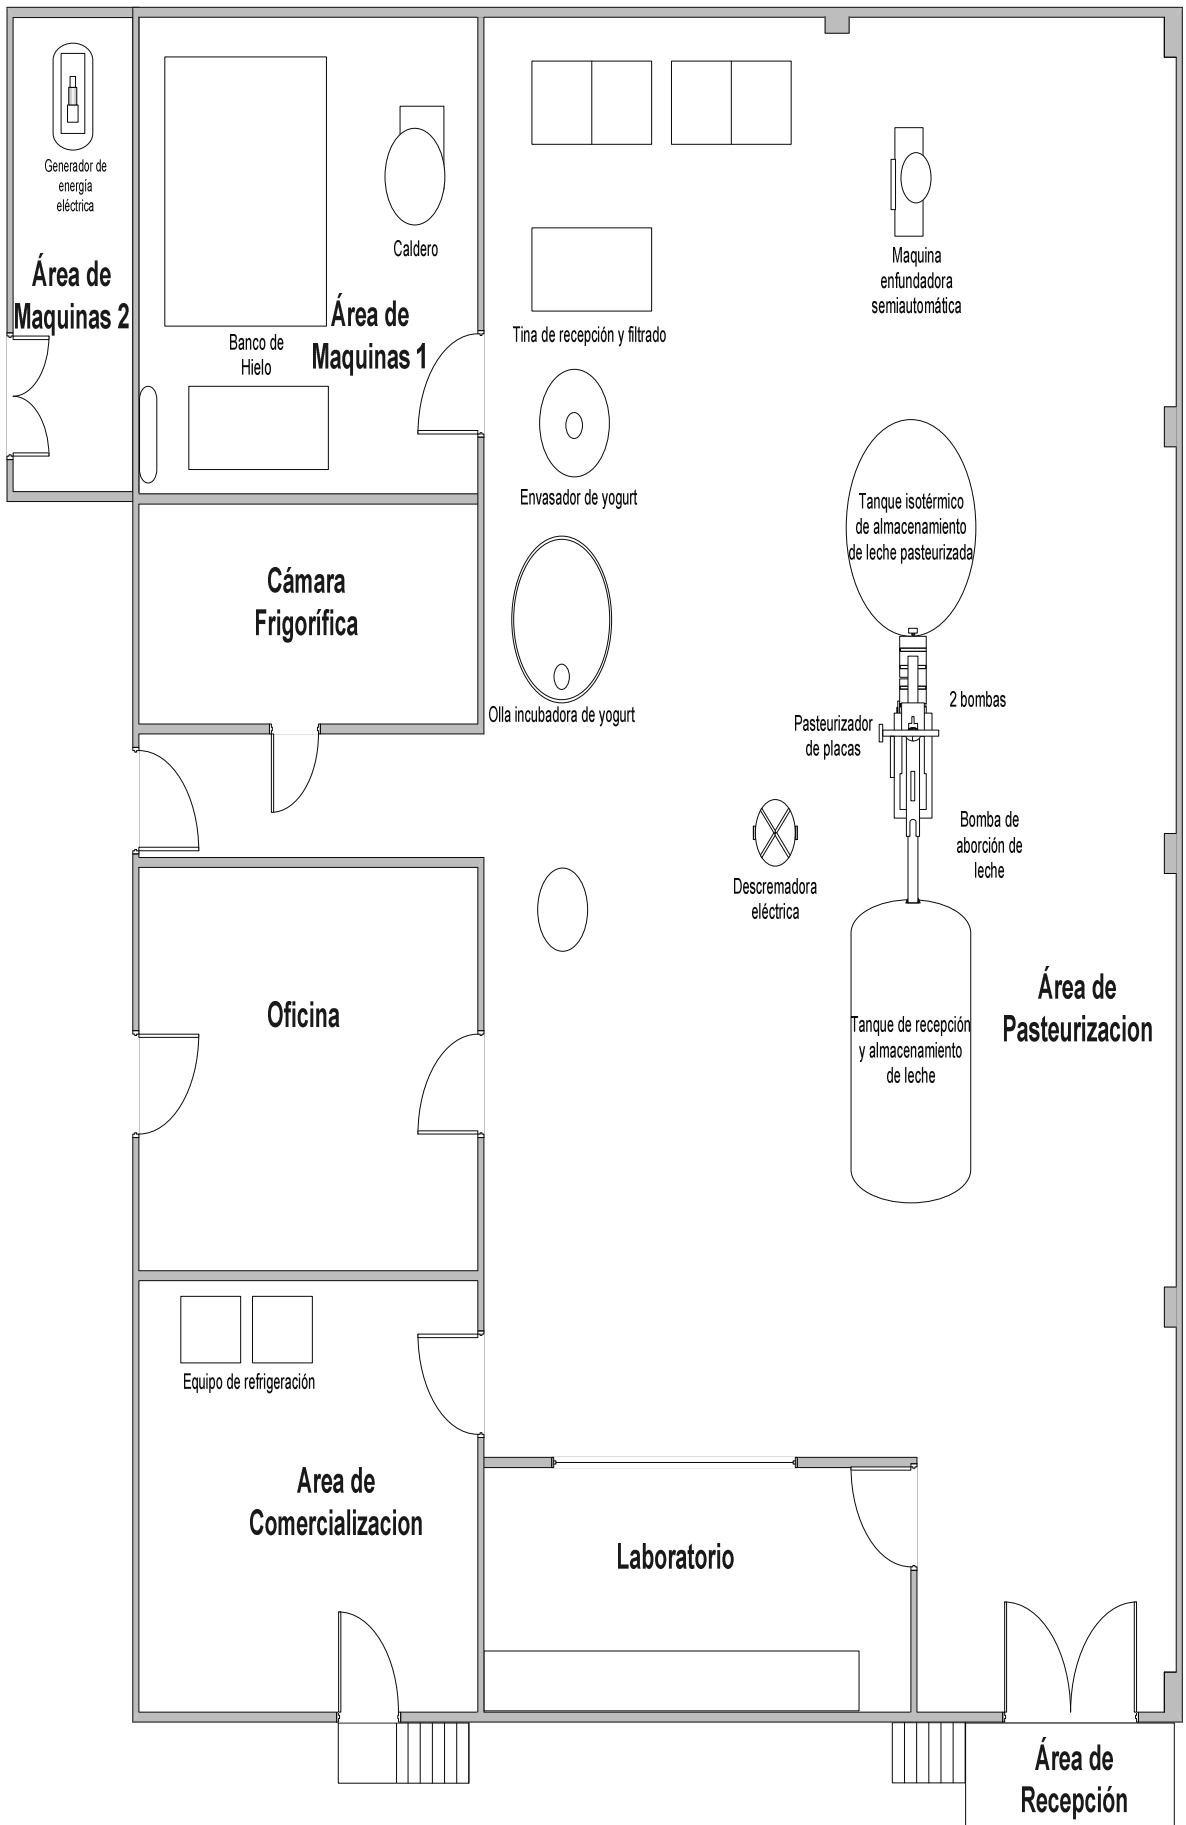 Generador de
energía
eléctrica
Área de
Maquinas 2
Caldero
Área de
Maquinas 1
Banco de
Hielo
Maquina
enfundadora
semiautomática
Tina de recepción y filtrado
Envasador de yogurt
Tanque isotérmico
de almacenamiento
de leche pasteurizada
Cámara
Frigorífica
Olla incubadora de yogurt
2 bombas
Pasteurizador
de placas
Bomba de
aborción de
leche
Descremadora
eléctrica
Área de
Pasteurizacion
Oficina
Tanque de recepción
y almacenamiento
de leche
Equipo de refrigeración
Area de
Comercializacion
Laboratorio
Área de
Recepción